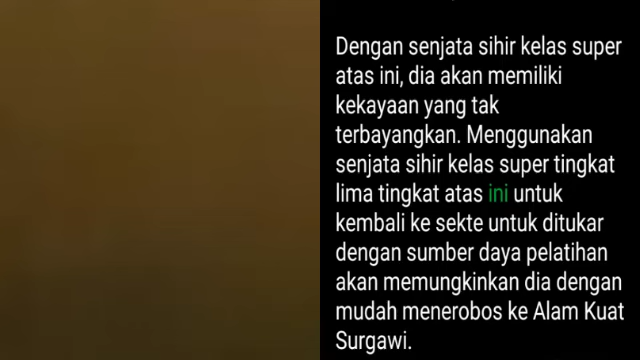 Dengan senjata sihir kelas super
atas ini, dia akan memiliki
kekayaan yang tak
terbayangkan. Menggunakan
senjata sihir kelas super tingkat
lima tingkat atas ini untuk
kembali ke sekte untuk ditukar
dengan sumber daya pelatihan
akan memungkinkan dia dengan
mudah menerobos ke Alam Kuat
Surgawi.